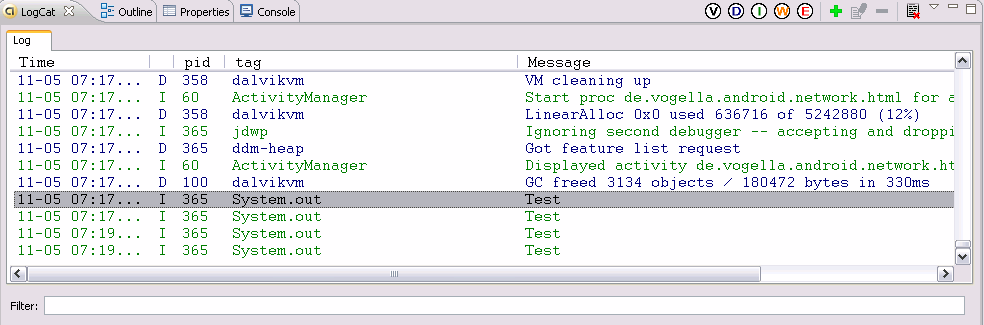 LogCat Outline Properties Console V D I W E
Log
Time pid tag Message
11-05 07:17... D 358 dalvikvm VM cleaning up
11-05 07:17... I 60 ActivityManager Start proc de.vogella.android.network.html for a
11-05 07:17... D 358 dalvikvm LinearAlloc 0x0 used 636716 of 5242880 (12%)
11-05 07:17... I 365 jdwp Ignoring second debugger -- accepting and droppi
11-05 07:17... D 365 ddm-heap Got feature list request
11-05 07:17... I 60 ActivityManager Displayed activity de.vogella.android.network.ht
11-05 07:17... D 100 dalvikvm GC freed 3134 objects / 180472 bytes in 330ms
11-05 07:17... I 365 System.out Test
11-05 07:17... I 365 System.out Test
11-05 07:19... I 365 System.out Test
11-05 07:19... I 365 System.out Test
Filter: